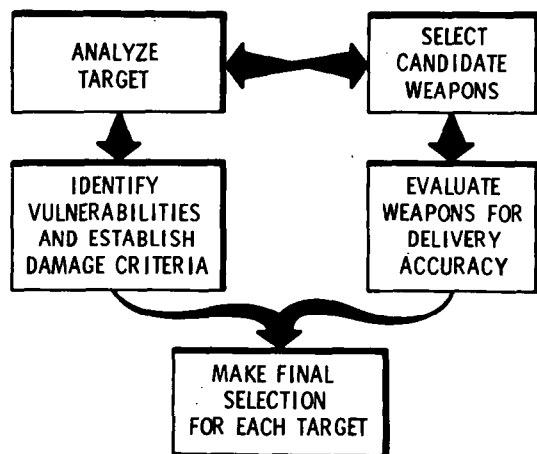 ANALYZE
TARGET
SELECT
CANDIDATE
WEAPONS
IDENTIFY
VULNERABILITIES
AND ESTABLISH
DAMAGE CRITERIA
EVALUATE
WEAPONS FOR
DELIVERY
ACCURACY
MAKE FINAL
SELECTION
FOR EACH TARGET